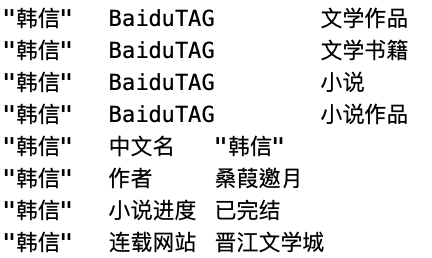 "韩信" BaiduTAG 文学作品
"韩信" BaiduTAG 文学书籍
"韩信" BaiduTAG 小说
"韩信" BaiduTAG 小说作品
"韩信" 中文名 "韩信"
"韩信" 作者 桑葭邀月
"韩信" 小说进度 已完结
"韩信" 连载网站 晋江文学城